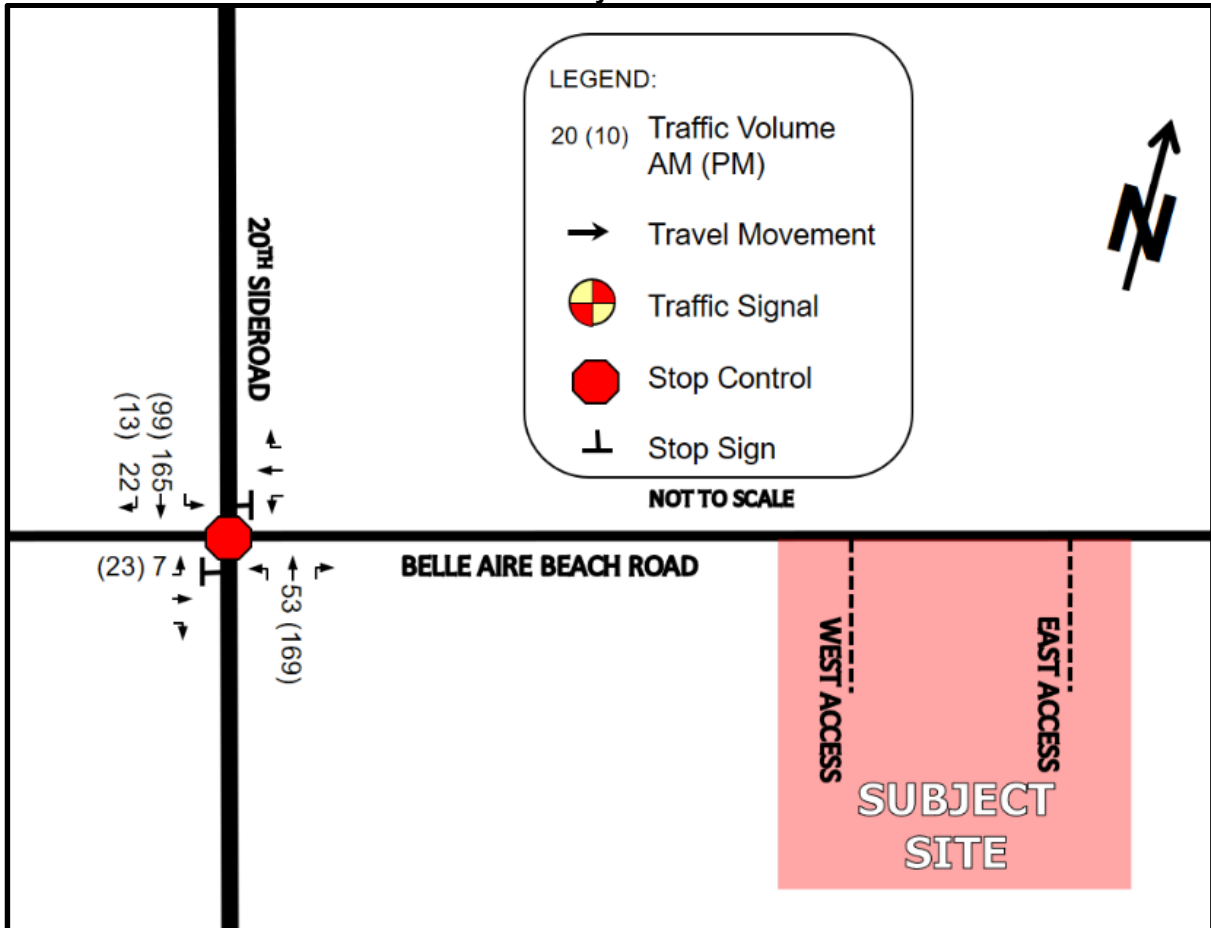 LEGEND:
20 (10) Traffic Volume
AM (PM)
Travel Movement
Traffic Signal
Stop Control
Stop Sign
NOT TO SCALE
N
20TH SIDEROAD
(99) 165
(13) 22
(23) 7
53 (169)
BELLE AIRE BEACH ROAD
WEST ACCESS
EAST ACCESS
SUBJECT
SITE